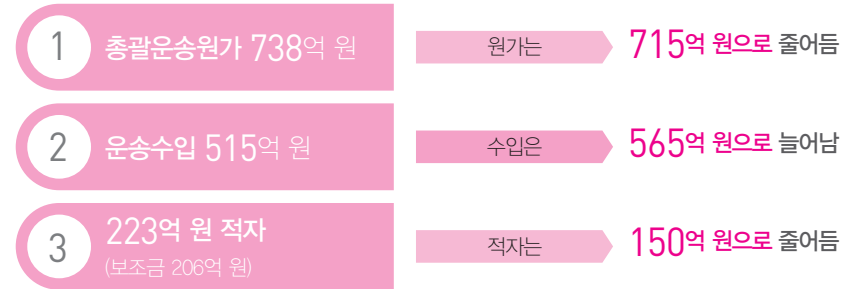 1 총괄운송원가 738억 원 원가는 715억 원으로 줄어듬
2 운송수입 515억 원 수입은 565억 원으로 늘어남
3 223억 원 적자 적자는 150억 원으로 줄어듬
(보조금 206억 원)